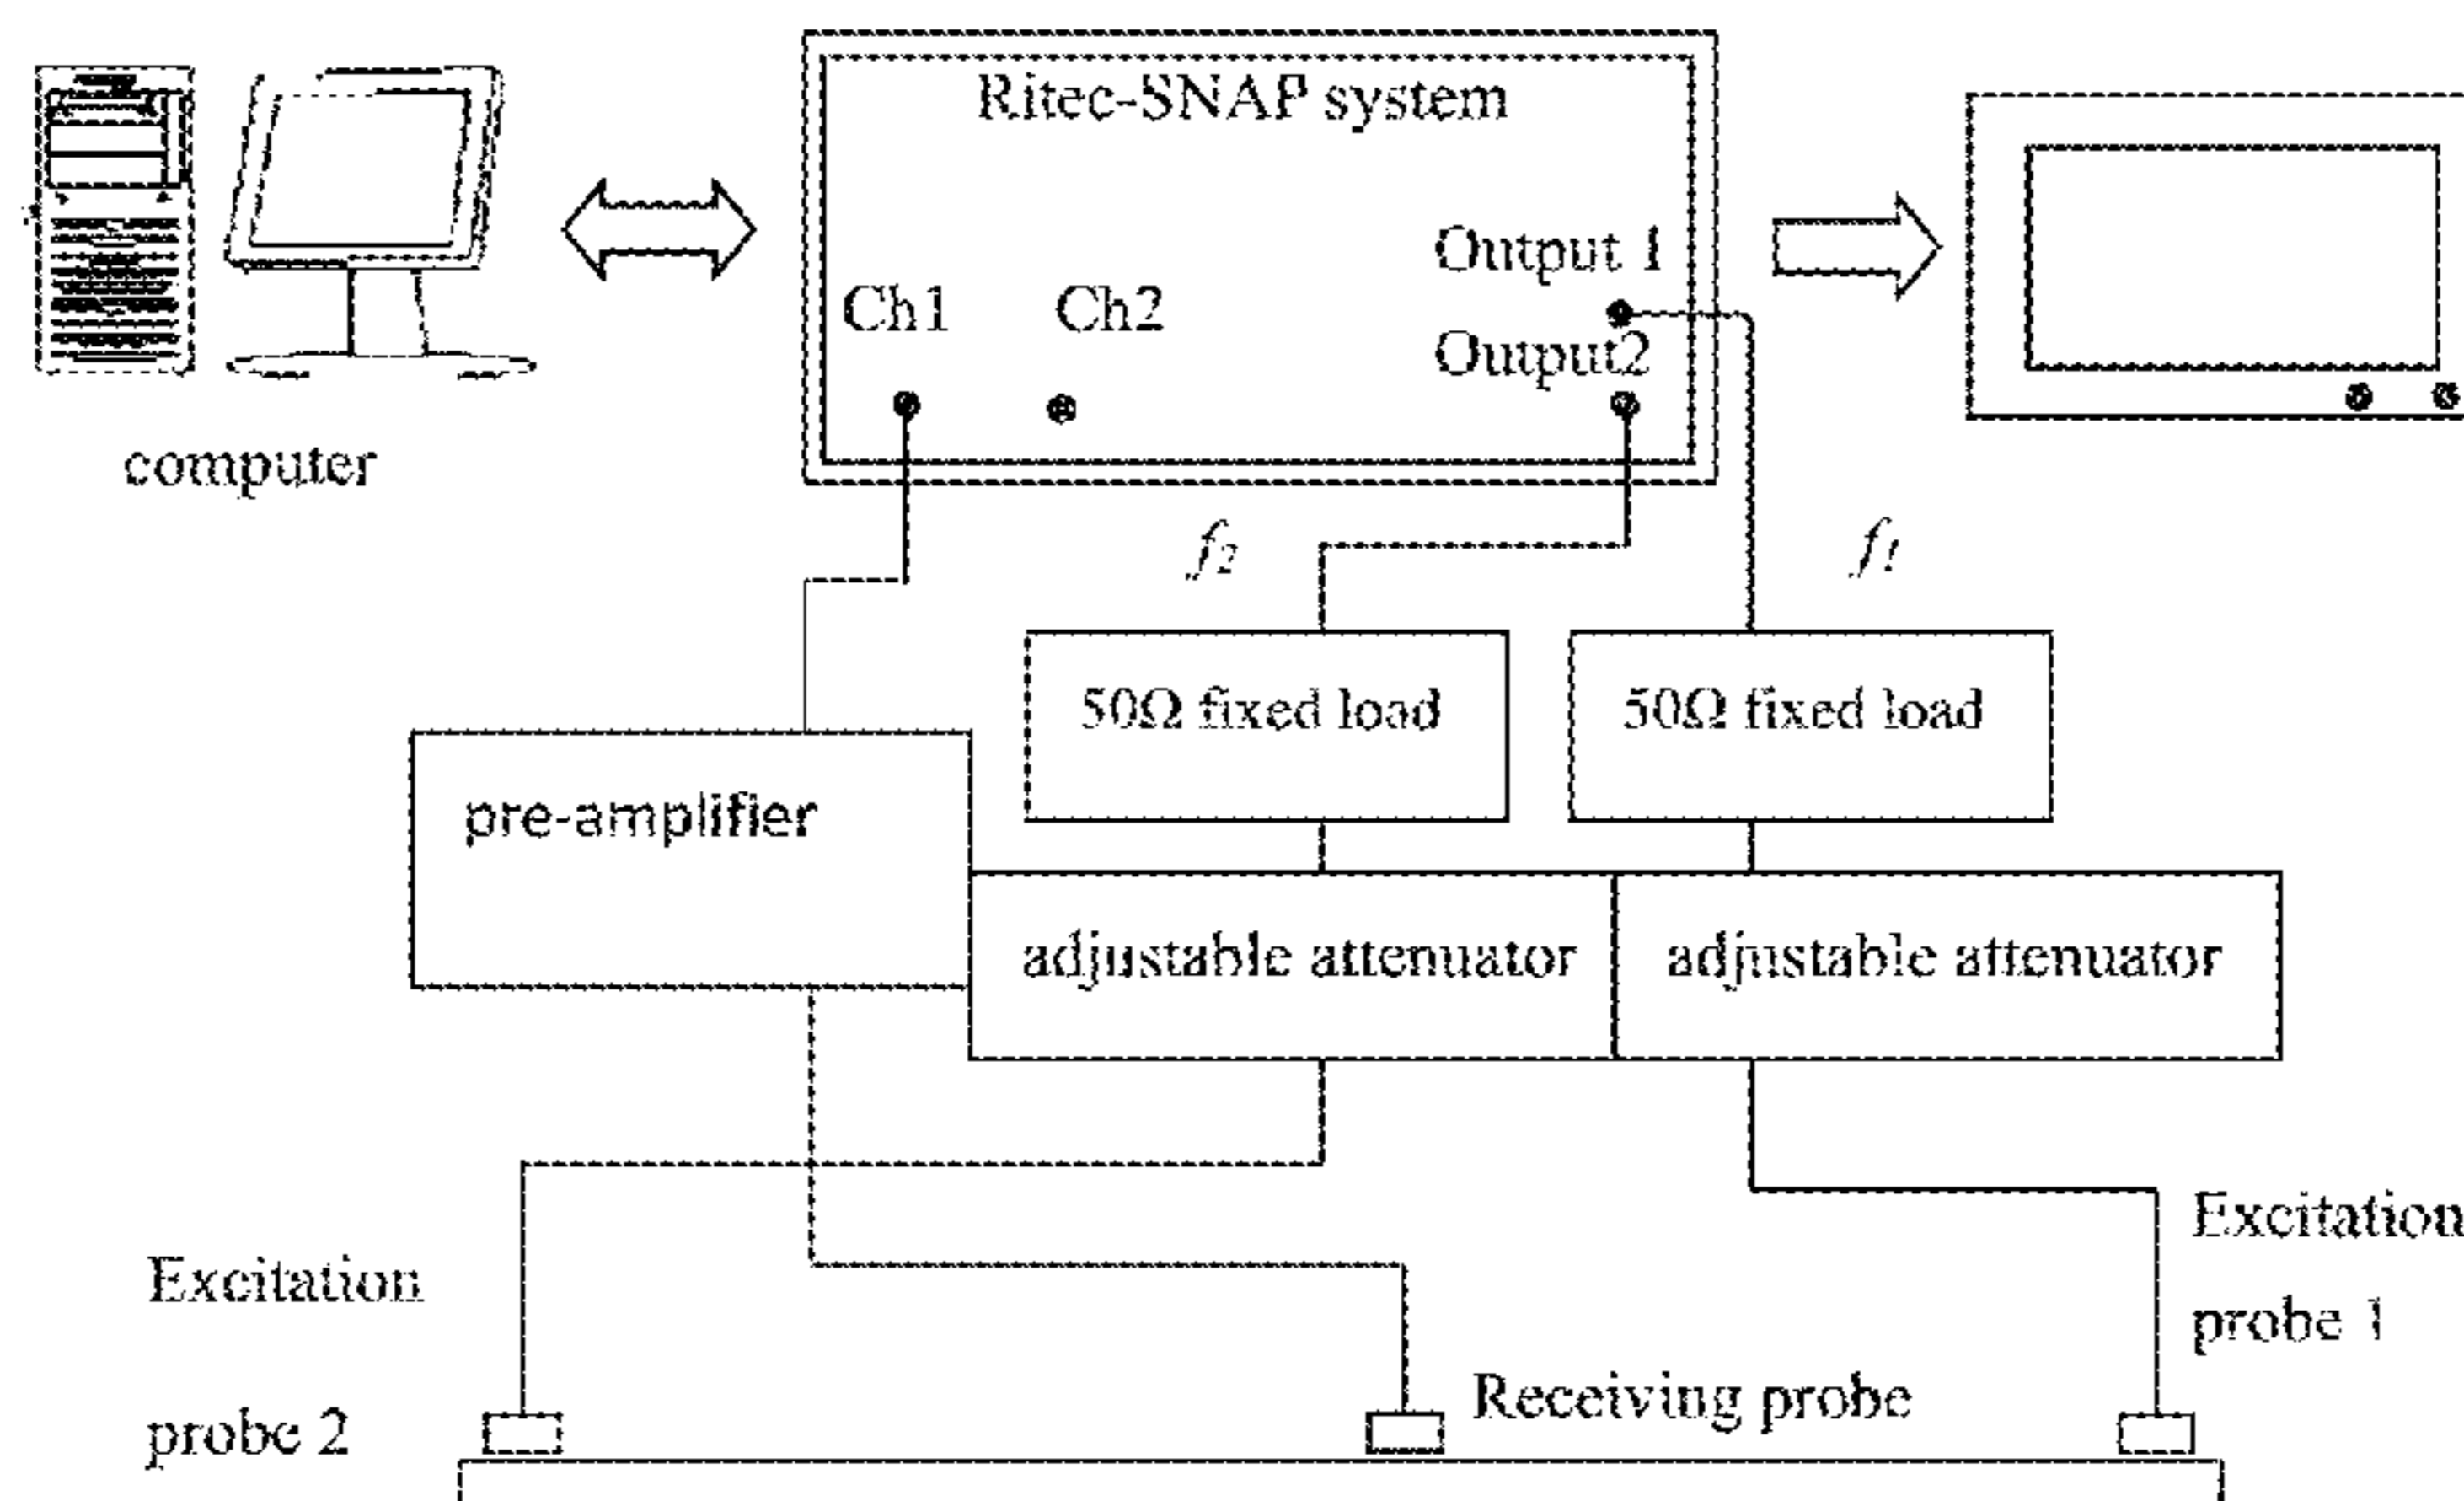 Ritec-SNAP system
Output 1
Ch1 Ch2
Output2
computer
f2 f1
50Ω fixed load 50Ω fixed load
pre-amplifier
adjustable attenuator adjustable attenuator
Excitation
probe 1
Excitation
probe 2
Receiving probe